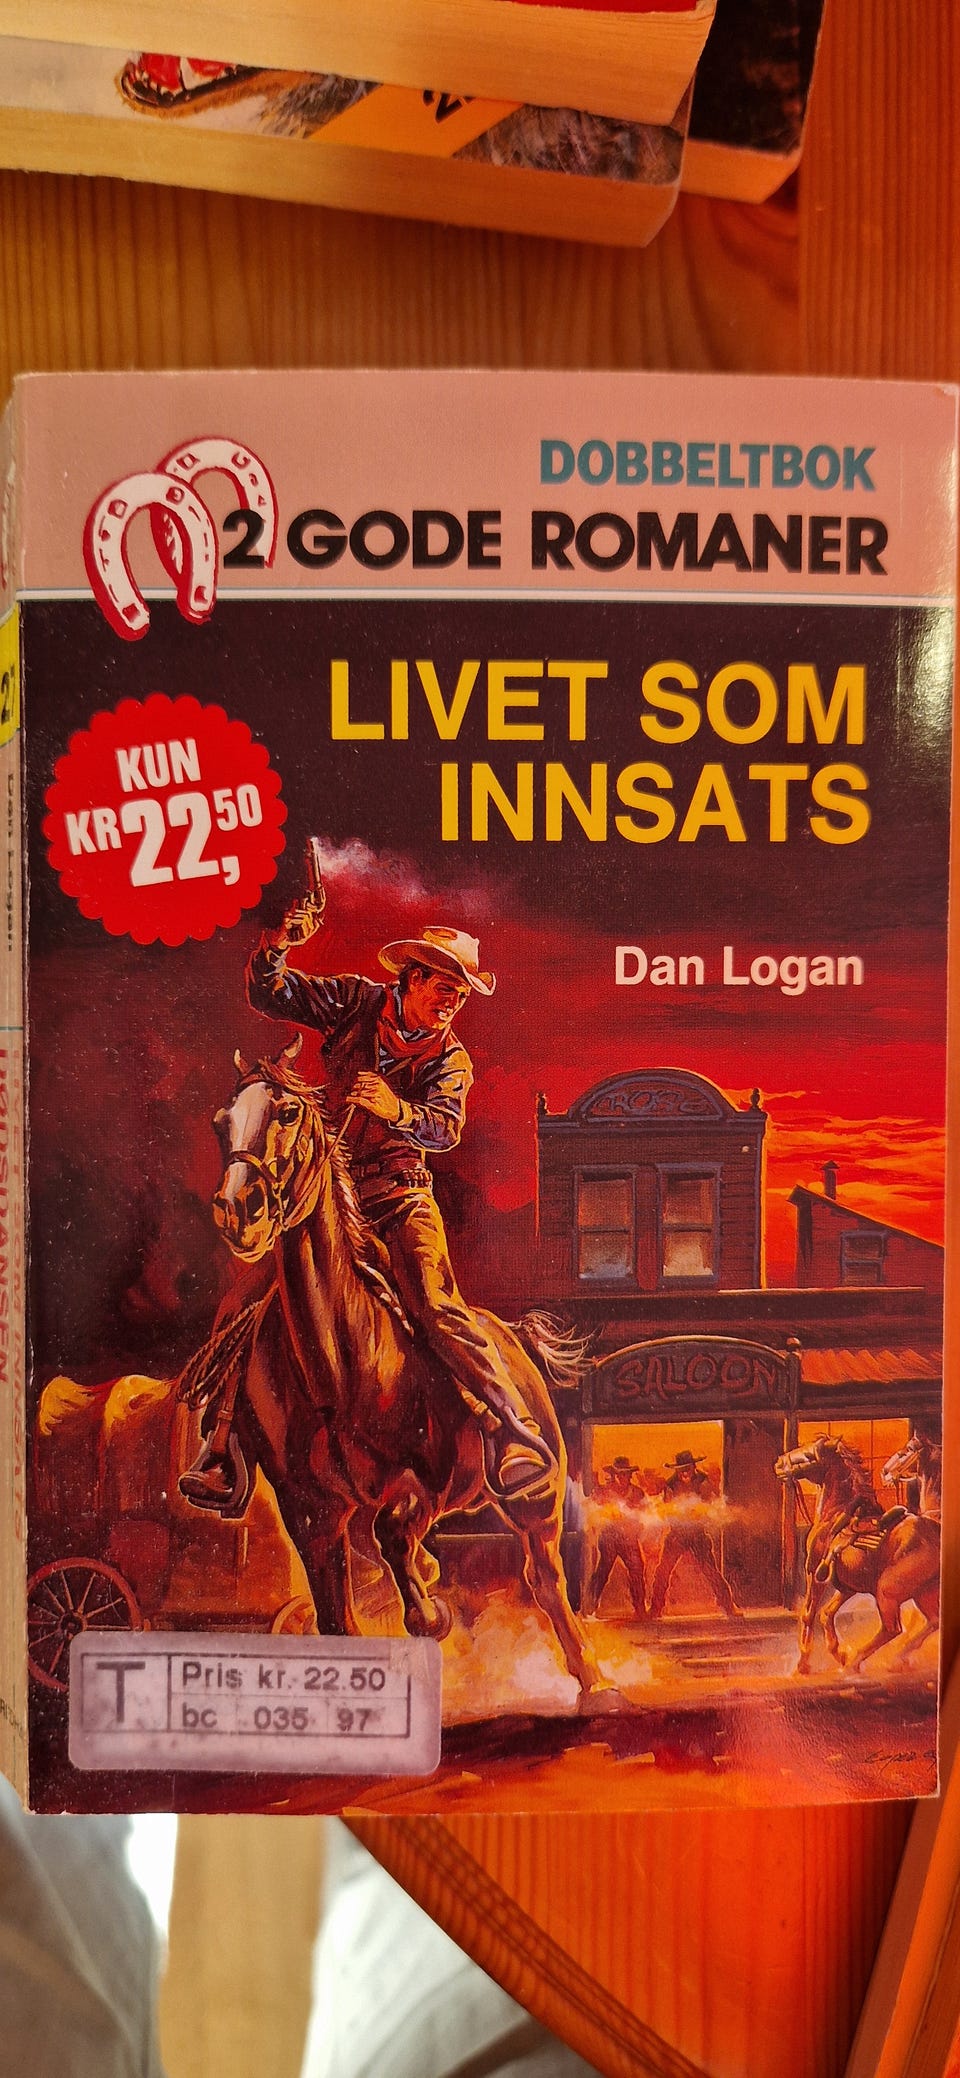 DOBBELTBOK
2 GODE ROMANER
LIVET SOM
INNSATS
KUN
KR 22,50
Dan Logan
SALOON
T
Pris kr. 22.50
bc 035 97